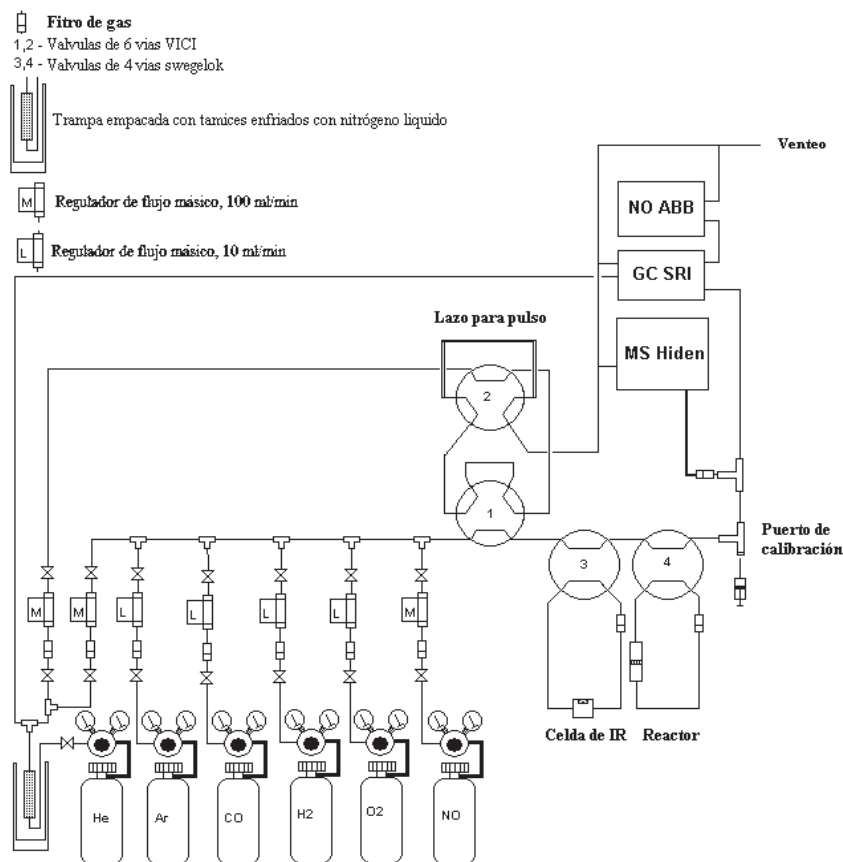 Fitro de gas
1,2 - Valvulas de 6 vias VICI
3,4 - Valvulas de 4 vias swegelok
Trampa empacada con tamices enfriados con nitrógeno liquido
M Regulador de flujo másico, 100 ml/min
L Regulador de flujo másico, 10 ml/min
Venteo
NO ABB
GC SRI
MS Hiden
Lazo para pulso
2
1
3
4
Puerto de
calibración
M
M
L
L
L
L
M
Celda de IR
Reactor
He
Ar
CO
H2
O2
NO